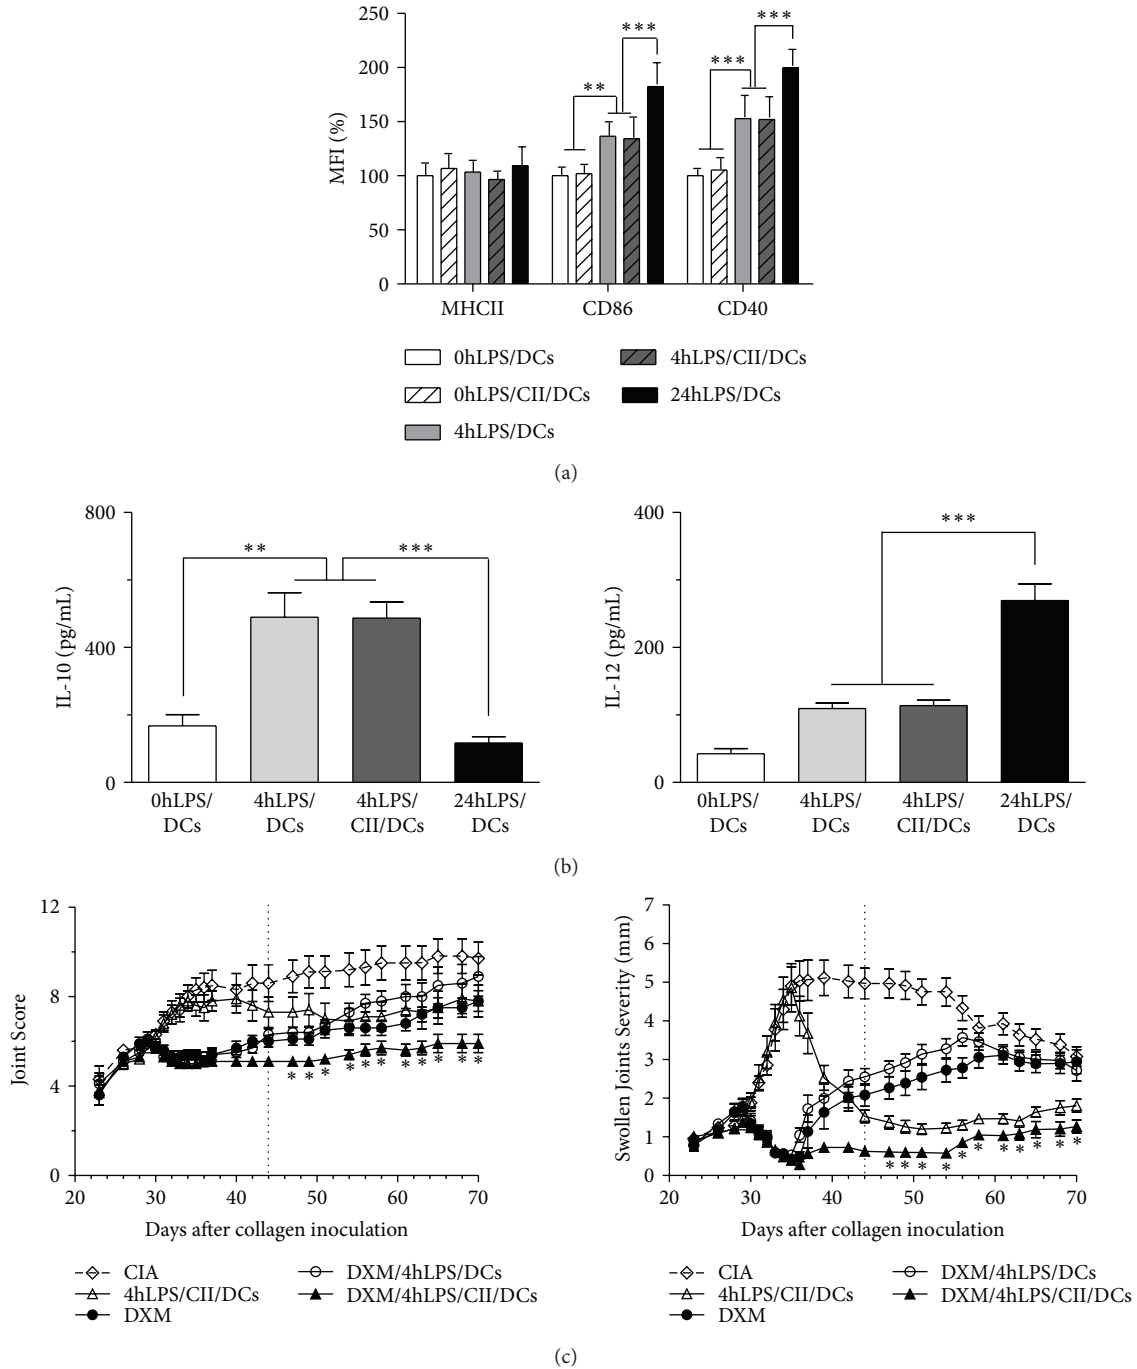 250
200
150
100
50
0
MFI (%)
***
**
***
***
MHCII CD86 CD40
0hLPS/DCs 4hLPS/CII/DCs
0hLPS/CII/DCs 24hLPS/DCs
4hLPS/DCs
(a)
800
400
0
IL-10 (pg/mL)
** ***
0hLPS/ 4hLPS/ 4hLPS/ 24hLPS/
DCs DCs CII/DCs DCs
400
200
0
IL-12 (pg/mL)
***
0hLPS/ 4hLPS/ 4hLPS/ 24hLPS/
DCs DCs CII/DCs DCs
(b)
12
8
4
0
Joint Score
* * * * * * * * * * *
20 30 40 50 60 70
Days after collagen inoculation
CIA DXM/4hLPS/DCs
4hLPS/CII/DCs DXM/4hLPS/CII/DCs
DXM
7
6
5
4
3
2
1
0
Swollen Joints Severity (mm)
* * * * * * * * * * *
20 30 40 50 60 70
Days after collagen inoculation
CIA DXM/4hLPS/DCs
4hLPS/CII/DCs DXM/4hLPS/CII/DCs
DXM
(c)